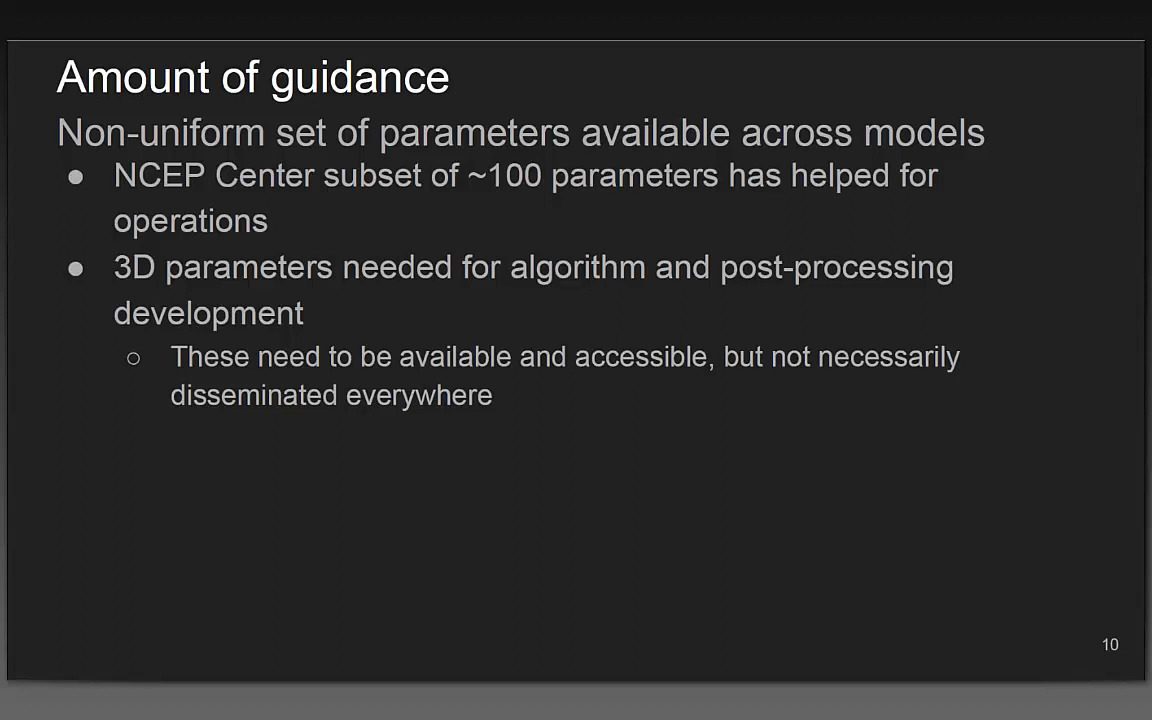 Amount of guidance
Non-uniform set of parameters available across models
● NCEP Center subset of ~100 parameters has helped for
operations
● 3D parameters needed for algorithm and post-processing
development
○ These need to be available and accessible, but not necessarily
disseminated everywhere
10